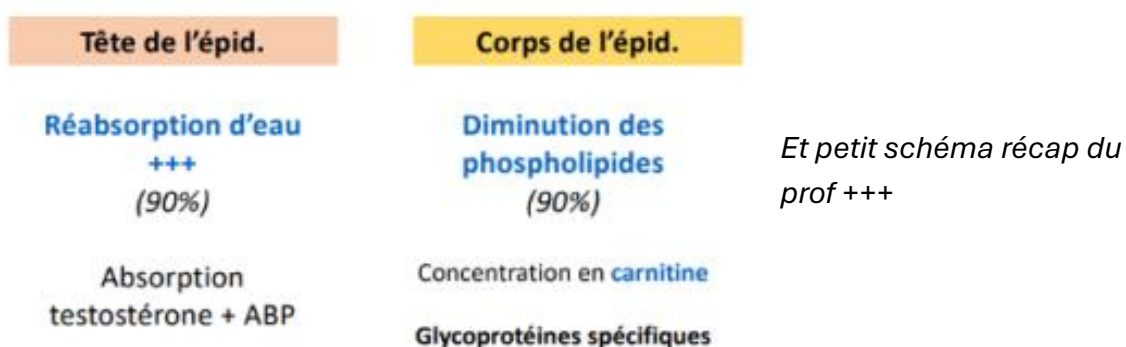 Tête de l'épid.
Réabsorption d'eau
+++
(90%)
Absorption
testostérone + ABP
Corps de l'épid.
Diminution des
phospholipides
(90%)
Concentration en carnitine
Glycoprotéines spécifiques
Et petit schéma récap du
prof +++